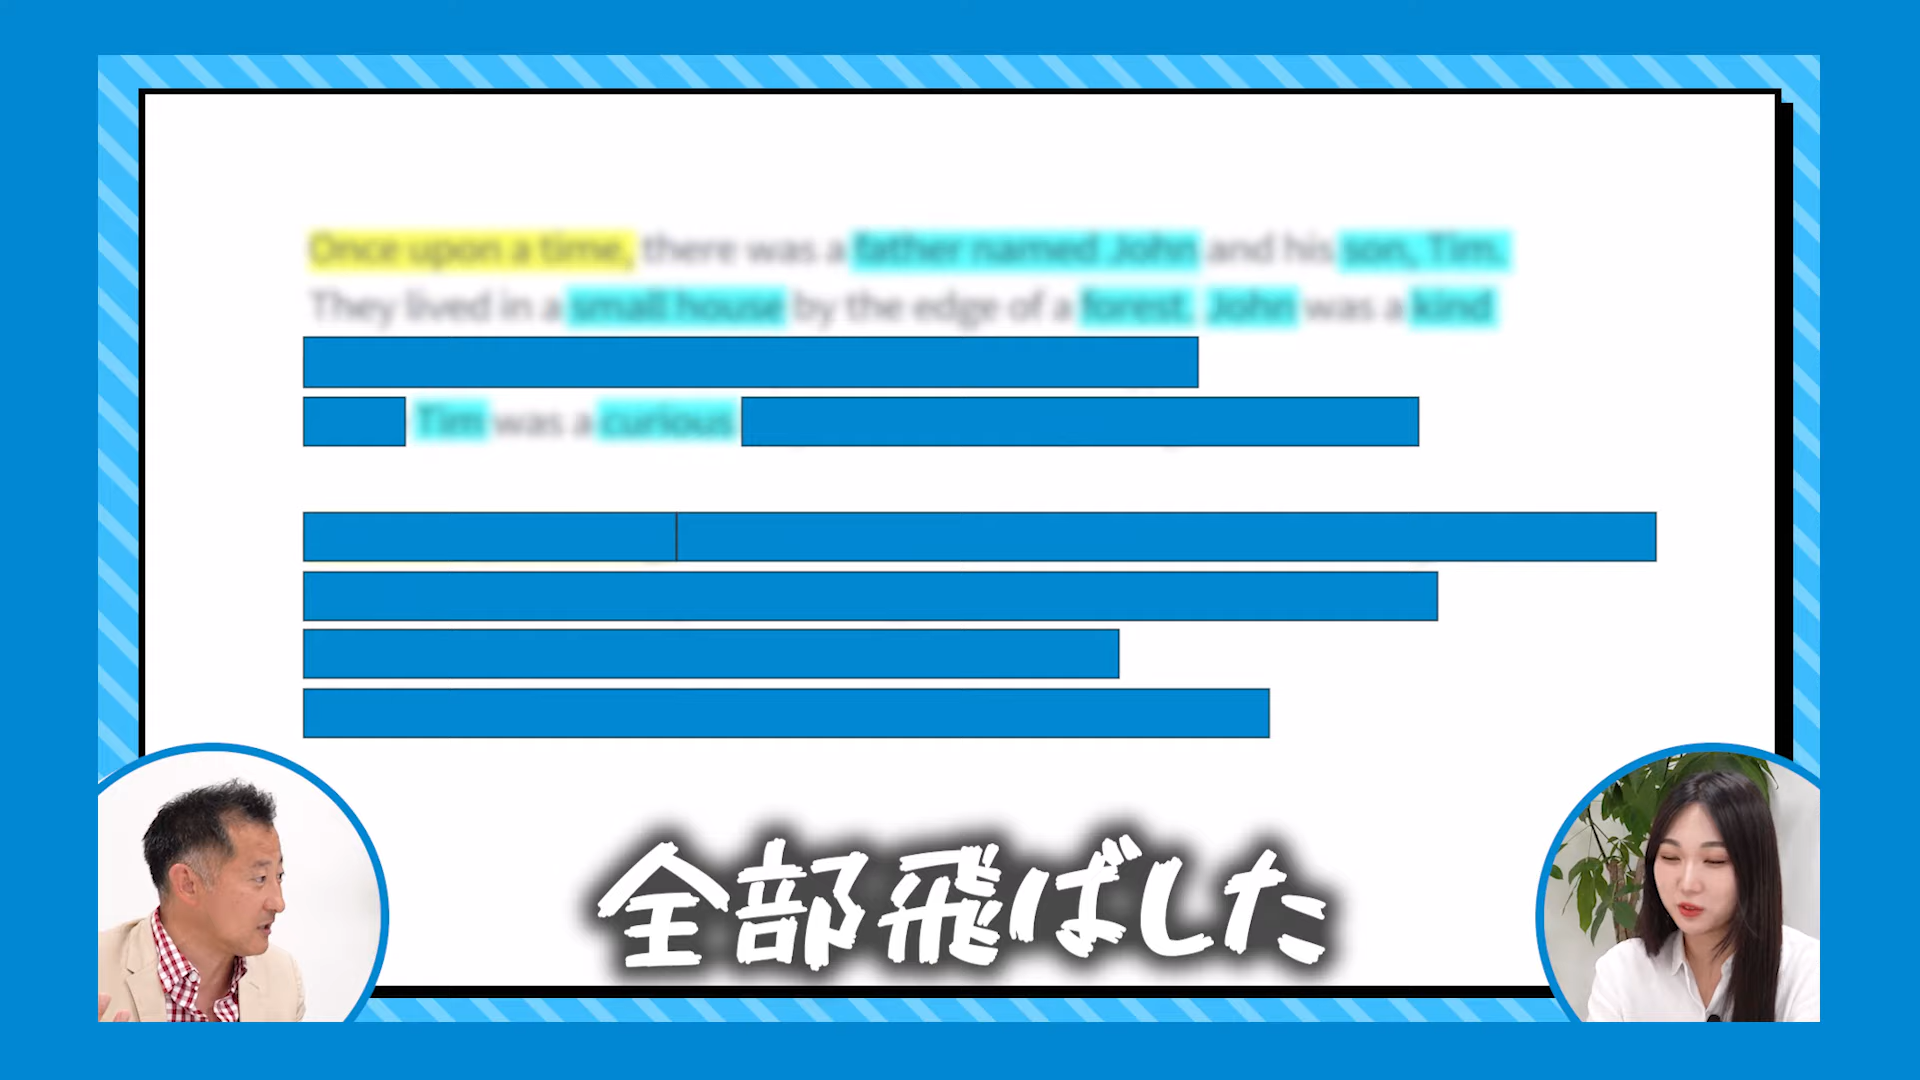 Once upon a time, there was a father named John and his son, Tim.
They lived in a small house by the edge of a forest. John was a kind
Tim was a curious
全部飛ばした